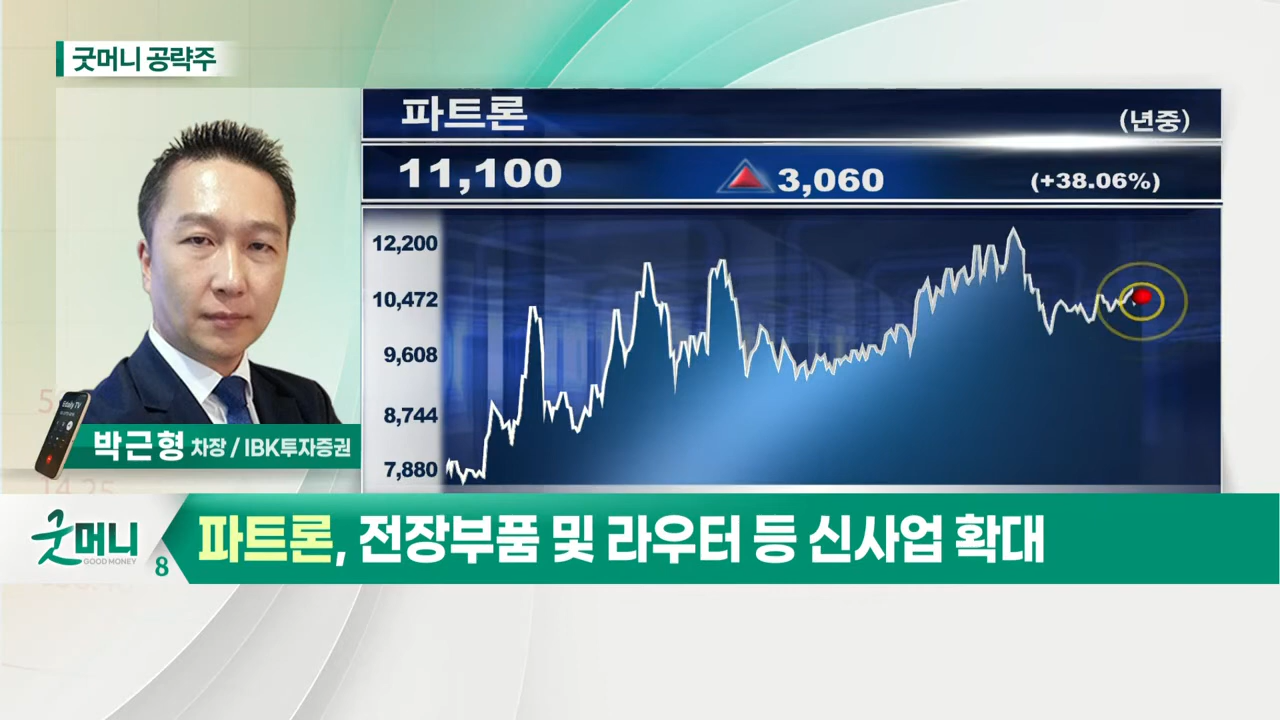 굿머니 공략주
파트론
(년중)
11,100 ▲ 3,060 (+38.06%)
12,200
10,472
9,608
8,744
7,880
박근형 차장 / IBK투자증권
굿머니
GOOD MONEY
8
파트론, 전장부품 및 라우터 등 신사업 확대